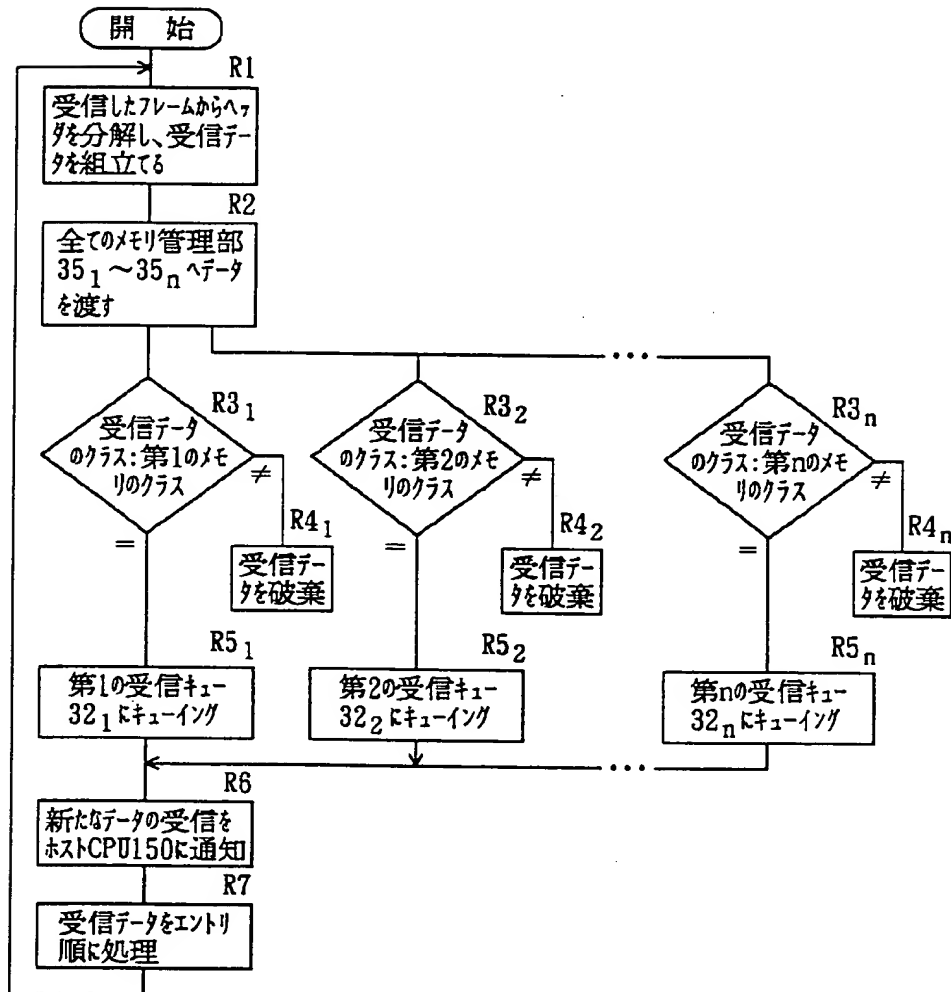 開 始
R1
受信したフレームからヘッ
ダを分解し、受信デー
タを組立てる
R2
全てのメモリ管理部
35₁～35ₙへデータ
を渡す
...
R3₁
受信データ
のクラス:第1のメモ
リのクラス
≠
=
R3₂
受信データ
のクラス:第2のメモ
リのクラス
≠
=
R3ₙ
受信データ
のクラス:第nのメモ
リのクラス
≠
=
R4₁
受信デー
タを破棄
R4₂
受信デー
タを破棄
R4ₙ
受信デー
タを破棄
R5₁
第1の受信キュー
32₁にキューイング
R5₂
第2の受信キュー
32₂にキューイング
R5ₙ
第nの受信キュー
32ₙにキューイング
...
R6
新たなデータの受信を
ホストCPU150に通知
R7
受信データをエントリ
順に処理